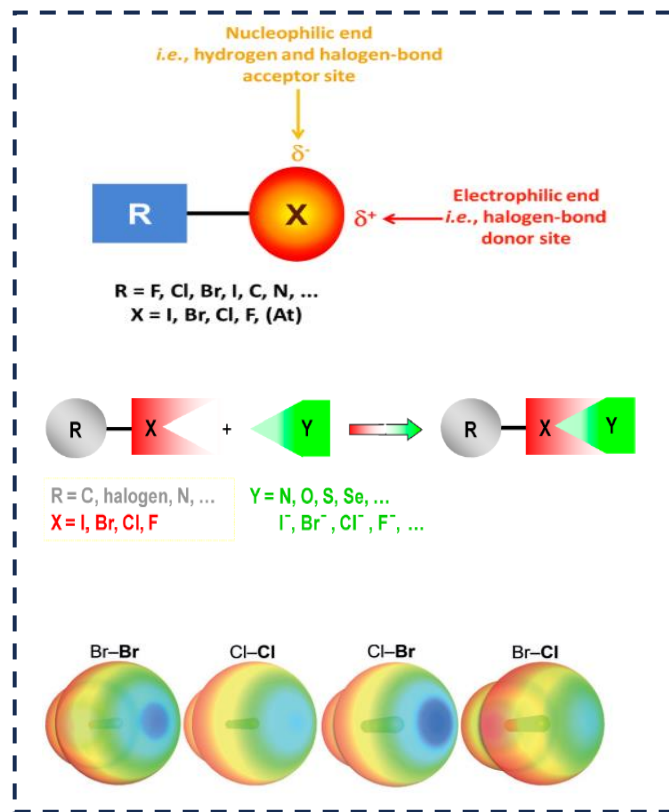 Nucleophilic end
i.e., hydrogen and halogen-bond
acceptor site
δ-
R
X
δ+
Electrophilic end
i.e., halogen-bond
donor site
R = F, Cl, Br, I, C, N, ...
X = I, Br, Cl, F, (At)
R X + Y R X Y
R = C, halogen, N, ...
X = I, Br, Cl, F
Y = N, O, S, Se, ...
I⁻, Br⁻, Cl⁻, F⁻, ...
Br–Br Cl–Cl Cl–Br Br–Cl